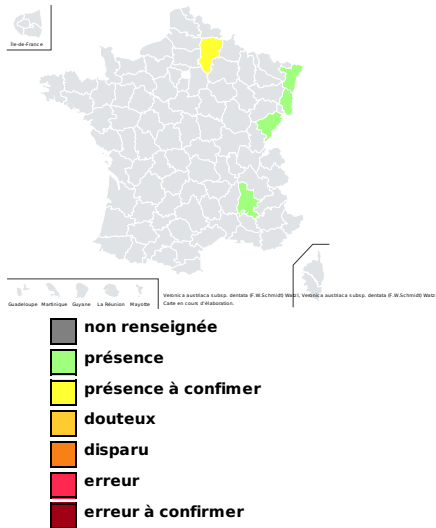 Île-de-France
Guadeloupe Martinique Guyane La Réunion Mayotte
Veronica austriaca subsp. dentata (F.W.Schmidt) Watzl, Veronica austriaca subsp. dentata (F.W.Schmidt) Watzl
Carte en cours d'élaboration.
non renseignée
présence
présence à confimer
douteux
disparu
erreur
erreur à confirmer